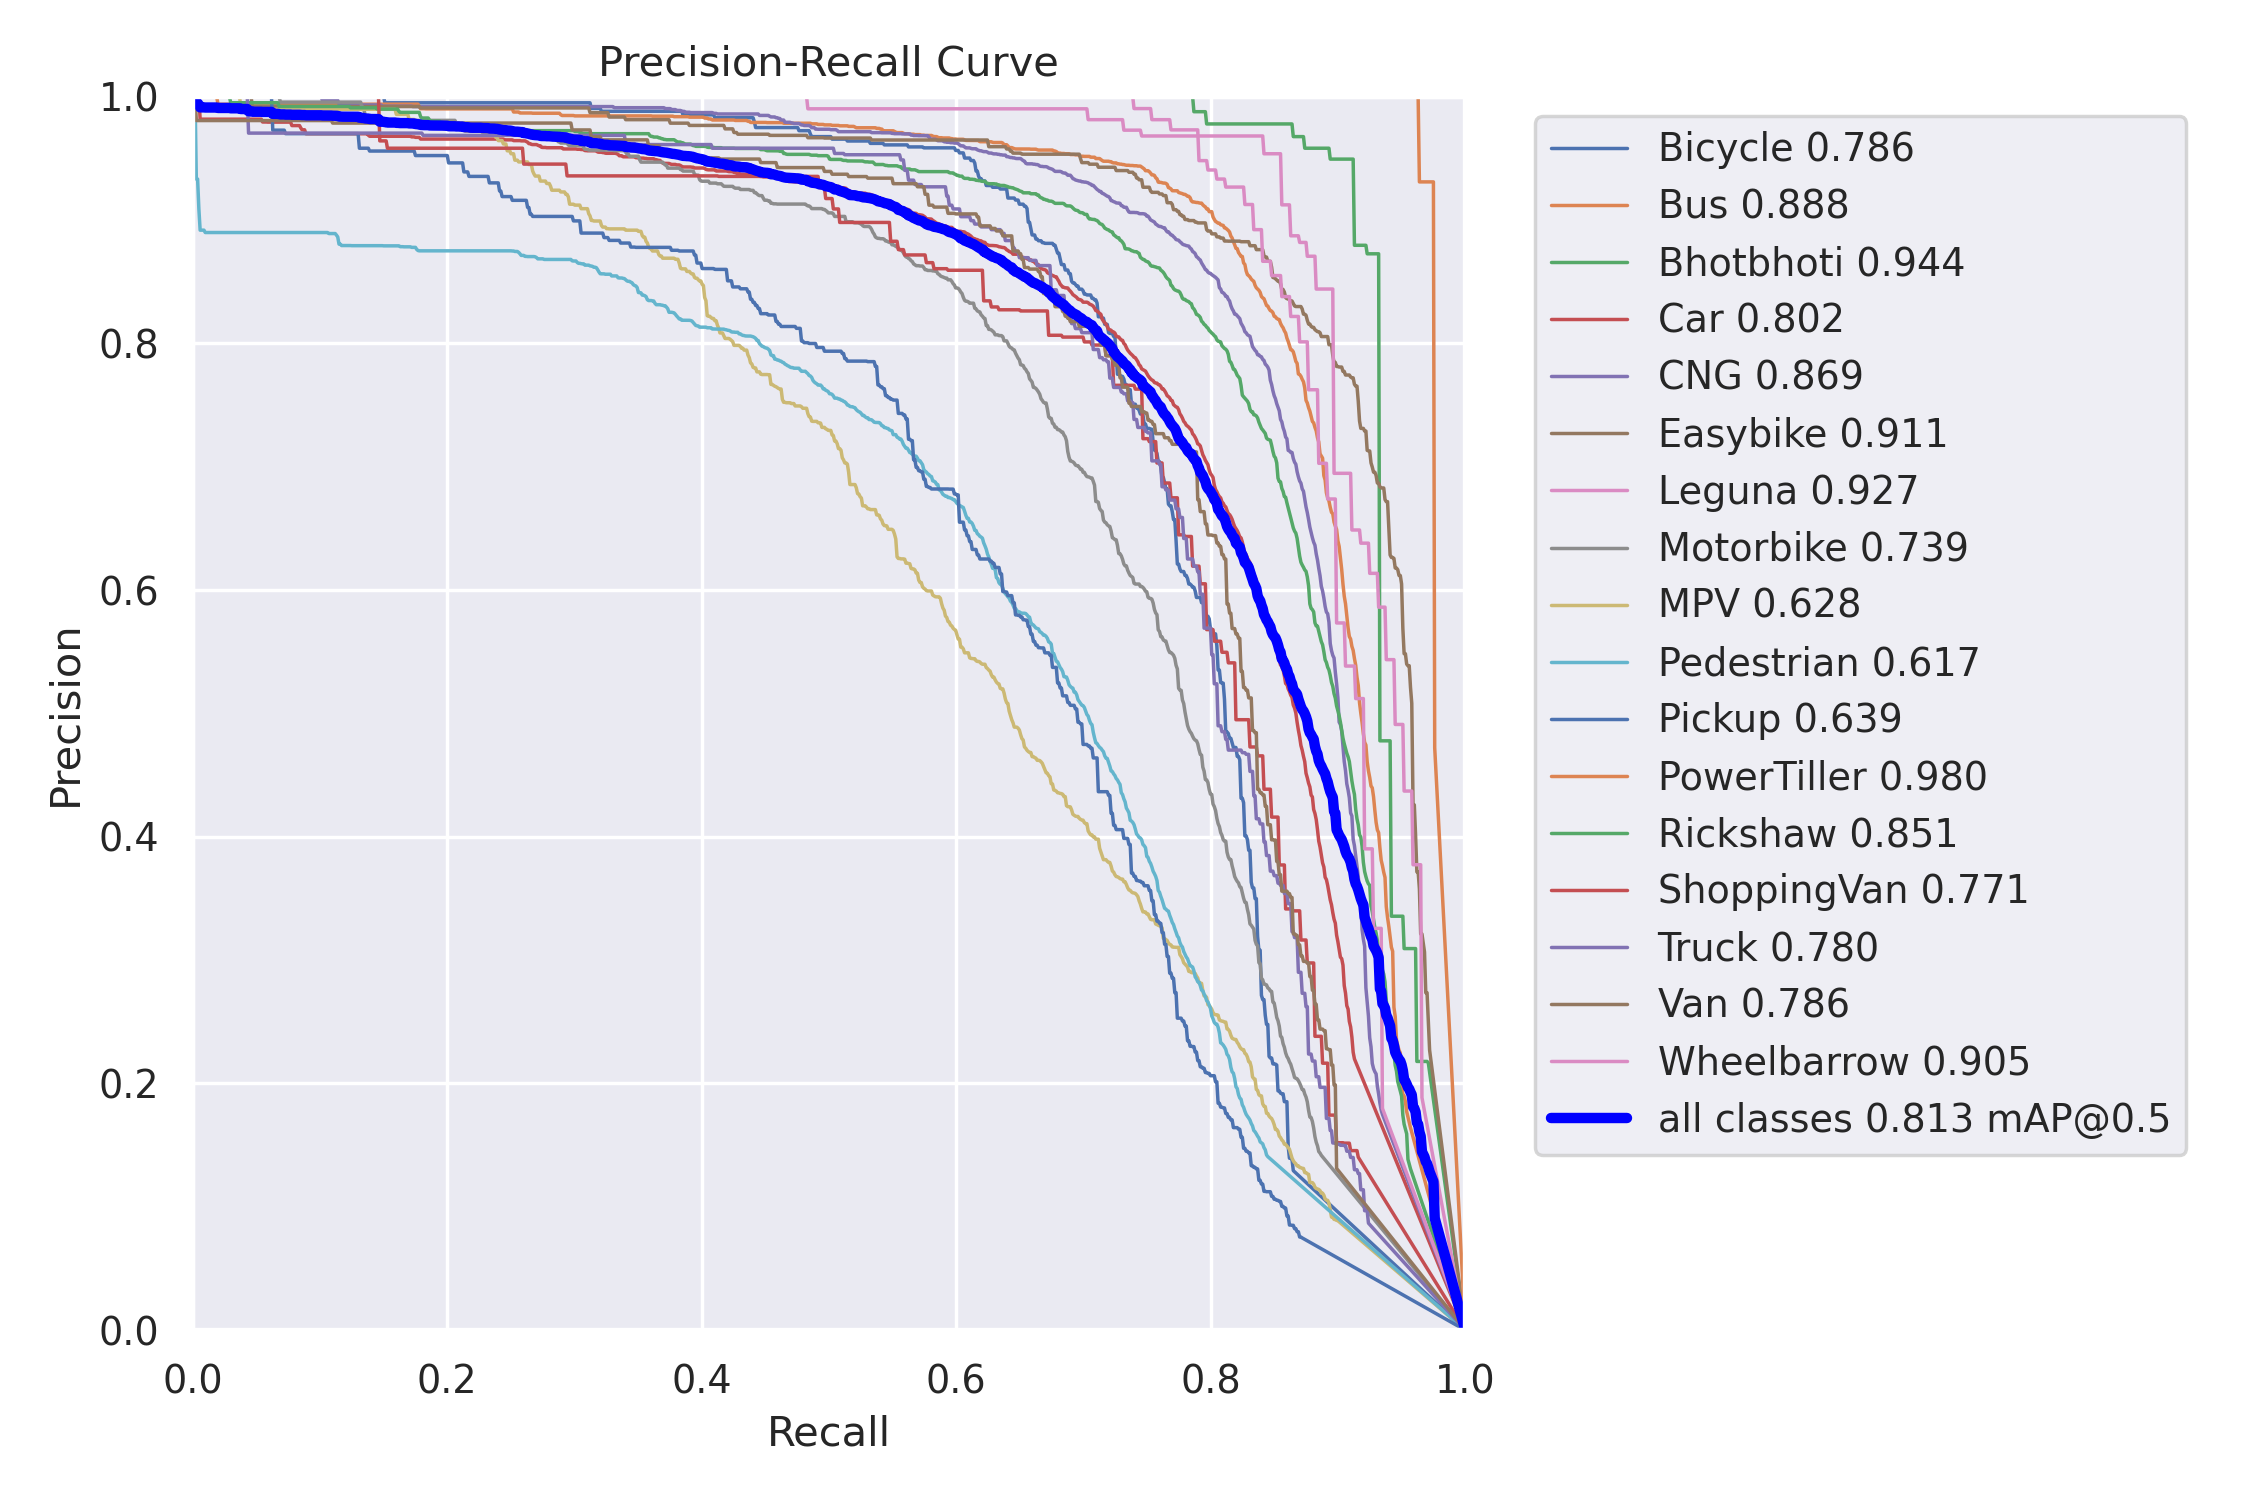 Precision-Recall Curve
1.0
0.8
0.6
0.4
0.2
0.0
Precision
0.0 0.2 0.4 0.6 0.8 1.0
Recall
Bicycle 0.786
Bus 0.888
Bhotbhoti 0.944
Car 0.802
CNG 0.869
Easybike 0.911
Leguna 0.927
Motorbike 0.739
MPV 0.628
Pedestrian 0.617
Pickup 0.639
PowerTiller 0.980
Rickshaw 0.851
ShoppingVan 0.771
Truck 0.780
Van 0.786
Wheelbarrow 0.905
all classes 0.813 mAP@0.5